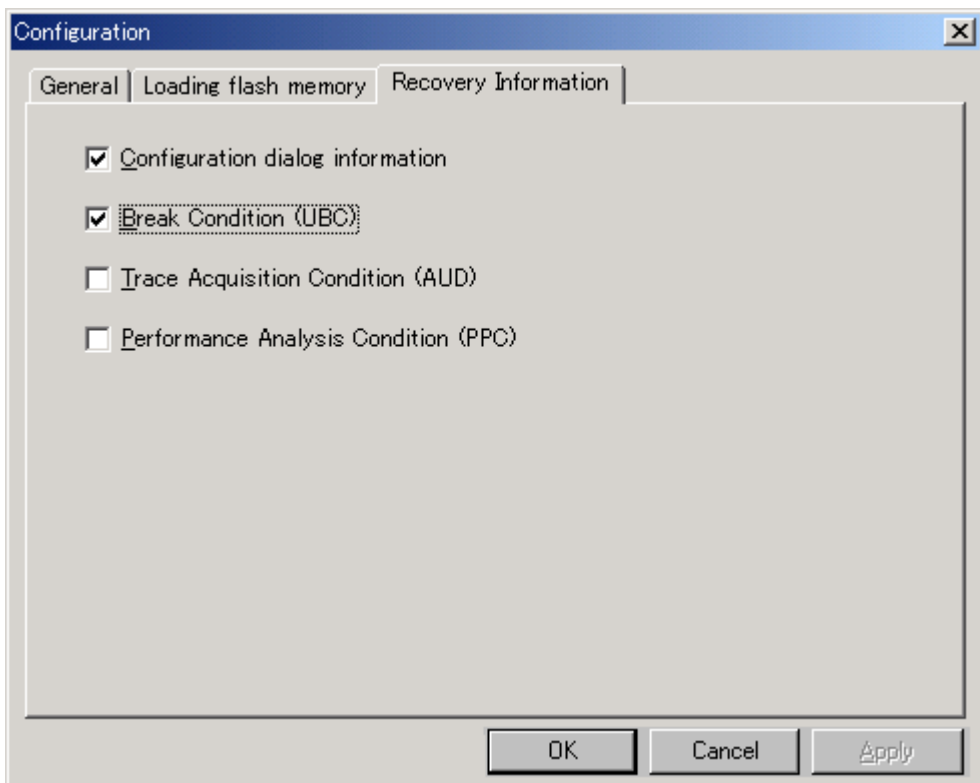 Configuration
General
Loading flash memory
Recovery Information
Configuration dialog information
Break Condition (UBC)
Trace Acquisition Condition (AUD)
Performance Analysis Condition (PPC)
OK
Cancel
Apply